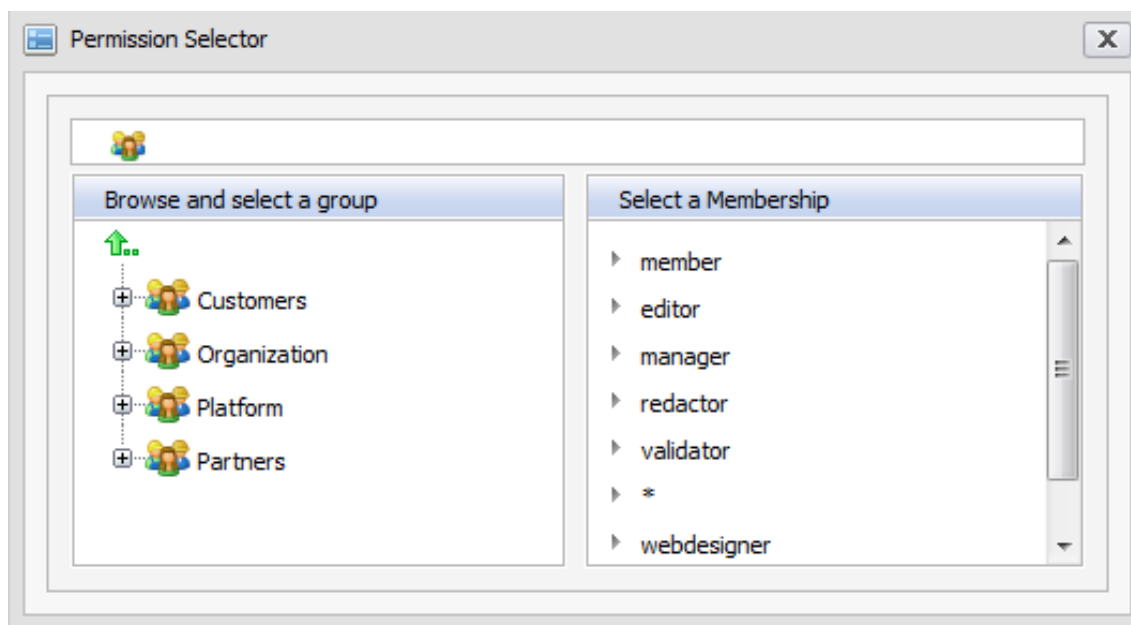 Permission Selector
Browse and select a group
Customers
Organization
Platform
Partners
Select a Membership
member
editor
manager
redactor
validator
*
webdesigner